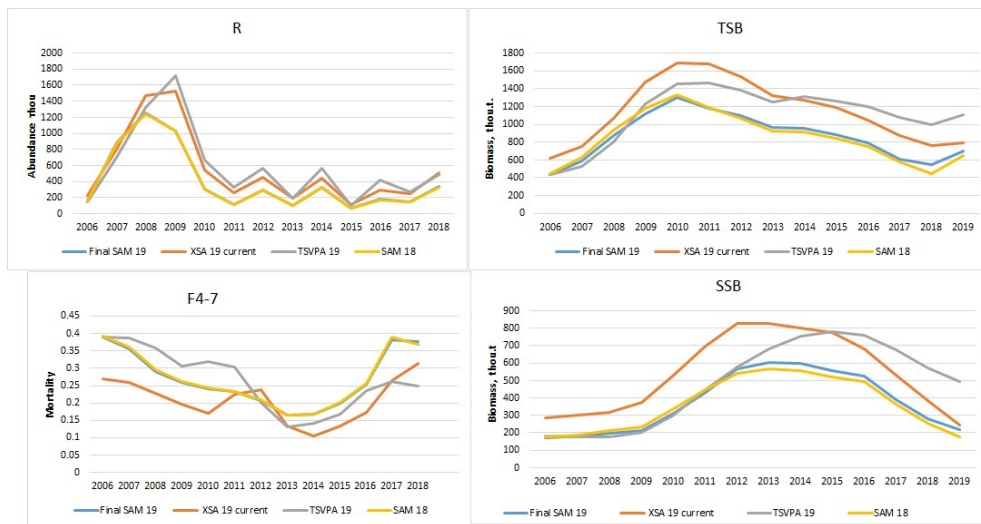 R
Abundance Thou
2000
1800
1600
1400
1200
1000
800
600
400
200
0
2006 2007 2008 2009 2010 2011 2012 2013 2014 2015 2016 2017 2018
Final SAM 19 XSA 19 current TSVPA 19 SAM 18
TSB
Biomass, thou.t.
1800
1600
1400
1200
1000
800
600
400
200
0
2006 2007 2008 2009 2010 2011 2012 2013 2014 2015 2016 2017 2018 2019
Final SAM 19 XSA 19 current TSVPA 19 SAM 18
F4-7
Mortality
0.45
0.4
0.35
0.3
0.25
0.2
0.15
0.1
0.05
0
2006 2007 2008 2009 2010 2011 2012 2013 2014 2015 2016 2017 2018
Final SAM 19 XSA 19 current TSVPA 19 SAM 18
SSB
Biomass, thou.t
900
800
700
600
500
400
300
200
100
0
2006 2007 2008 2009 2010 2011 2012 2013 2014 2015 2016 2017 2018 2019
Final SAM 19 XSA 19 current TSVPA 19 SAM 18